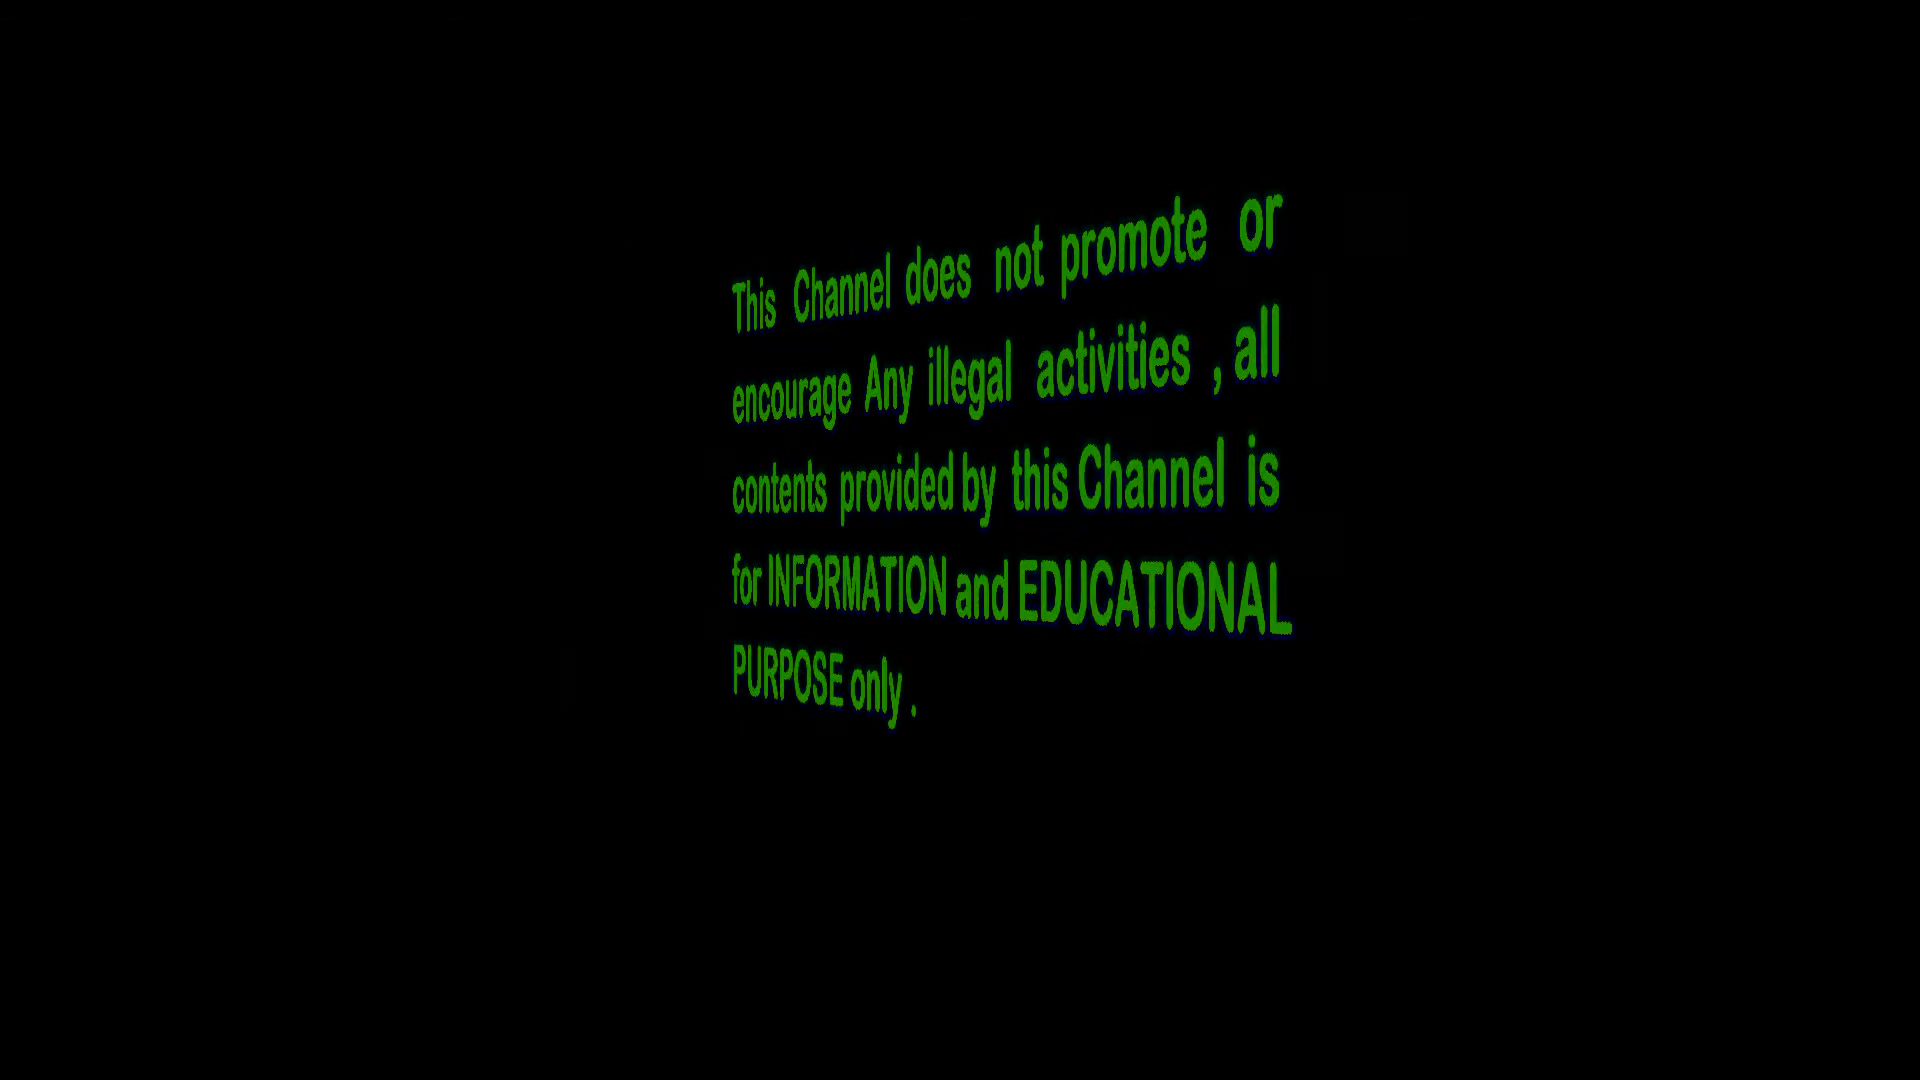 This Channel does not promote or
encourage Any illegal activities , all
contents provided by this Channel is
for INFORMATION and EDUCATIONAL
PURPOSE only .